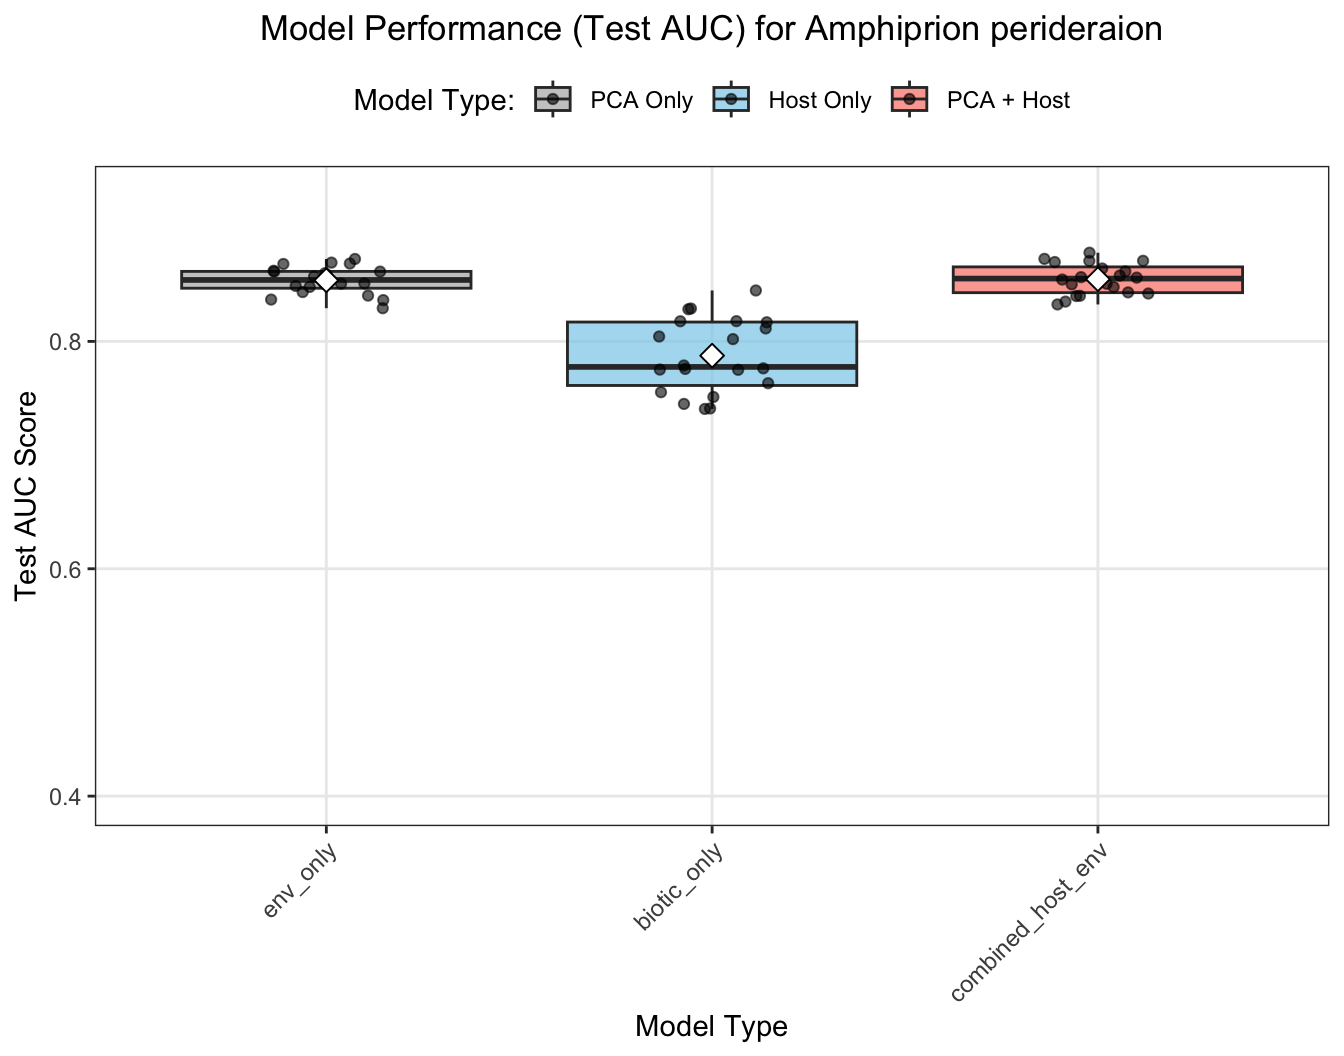 Model Performance (Test AUC) for Amphiprion perideraion
Model Type: PCA Only Host Only PCA + Host
Test AUC Score
0.8
0.6
0.4
env_only
biotic_only
combined_host_env
Model Type